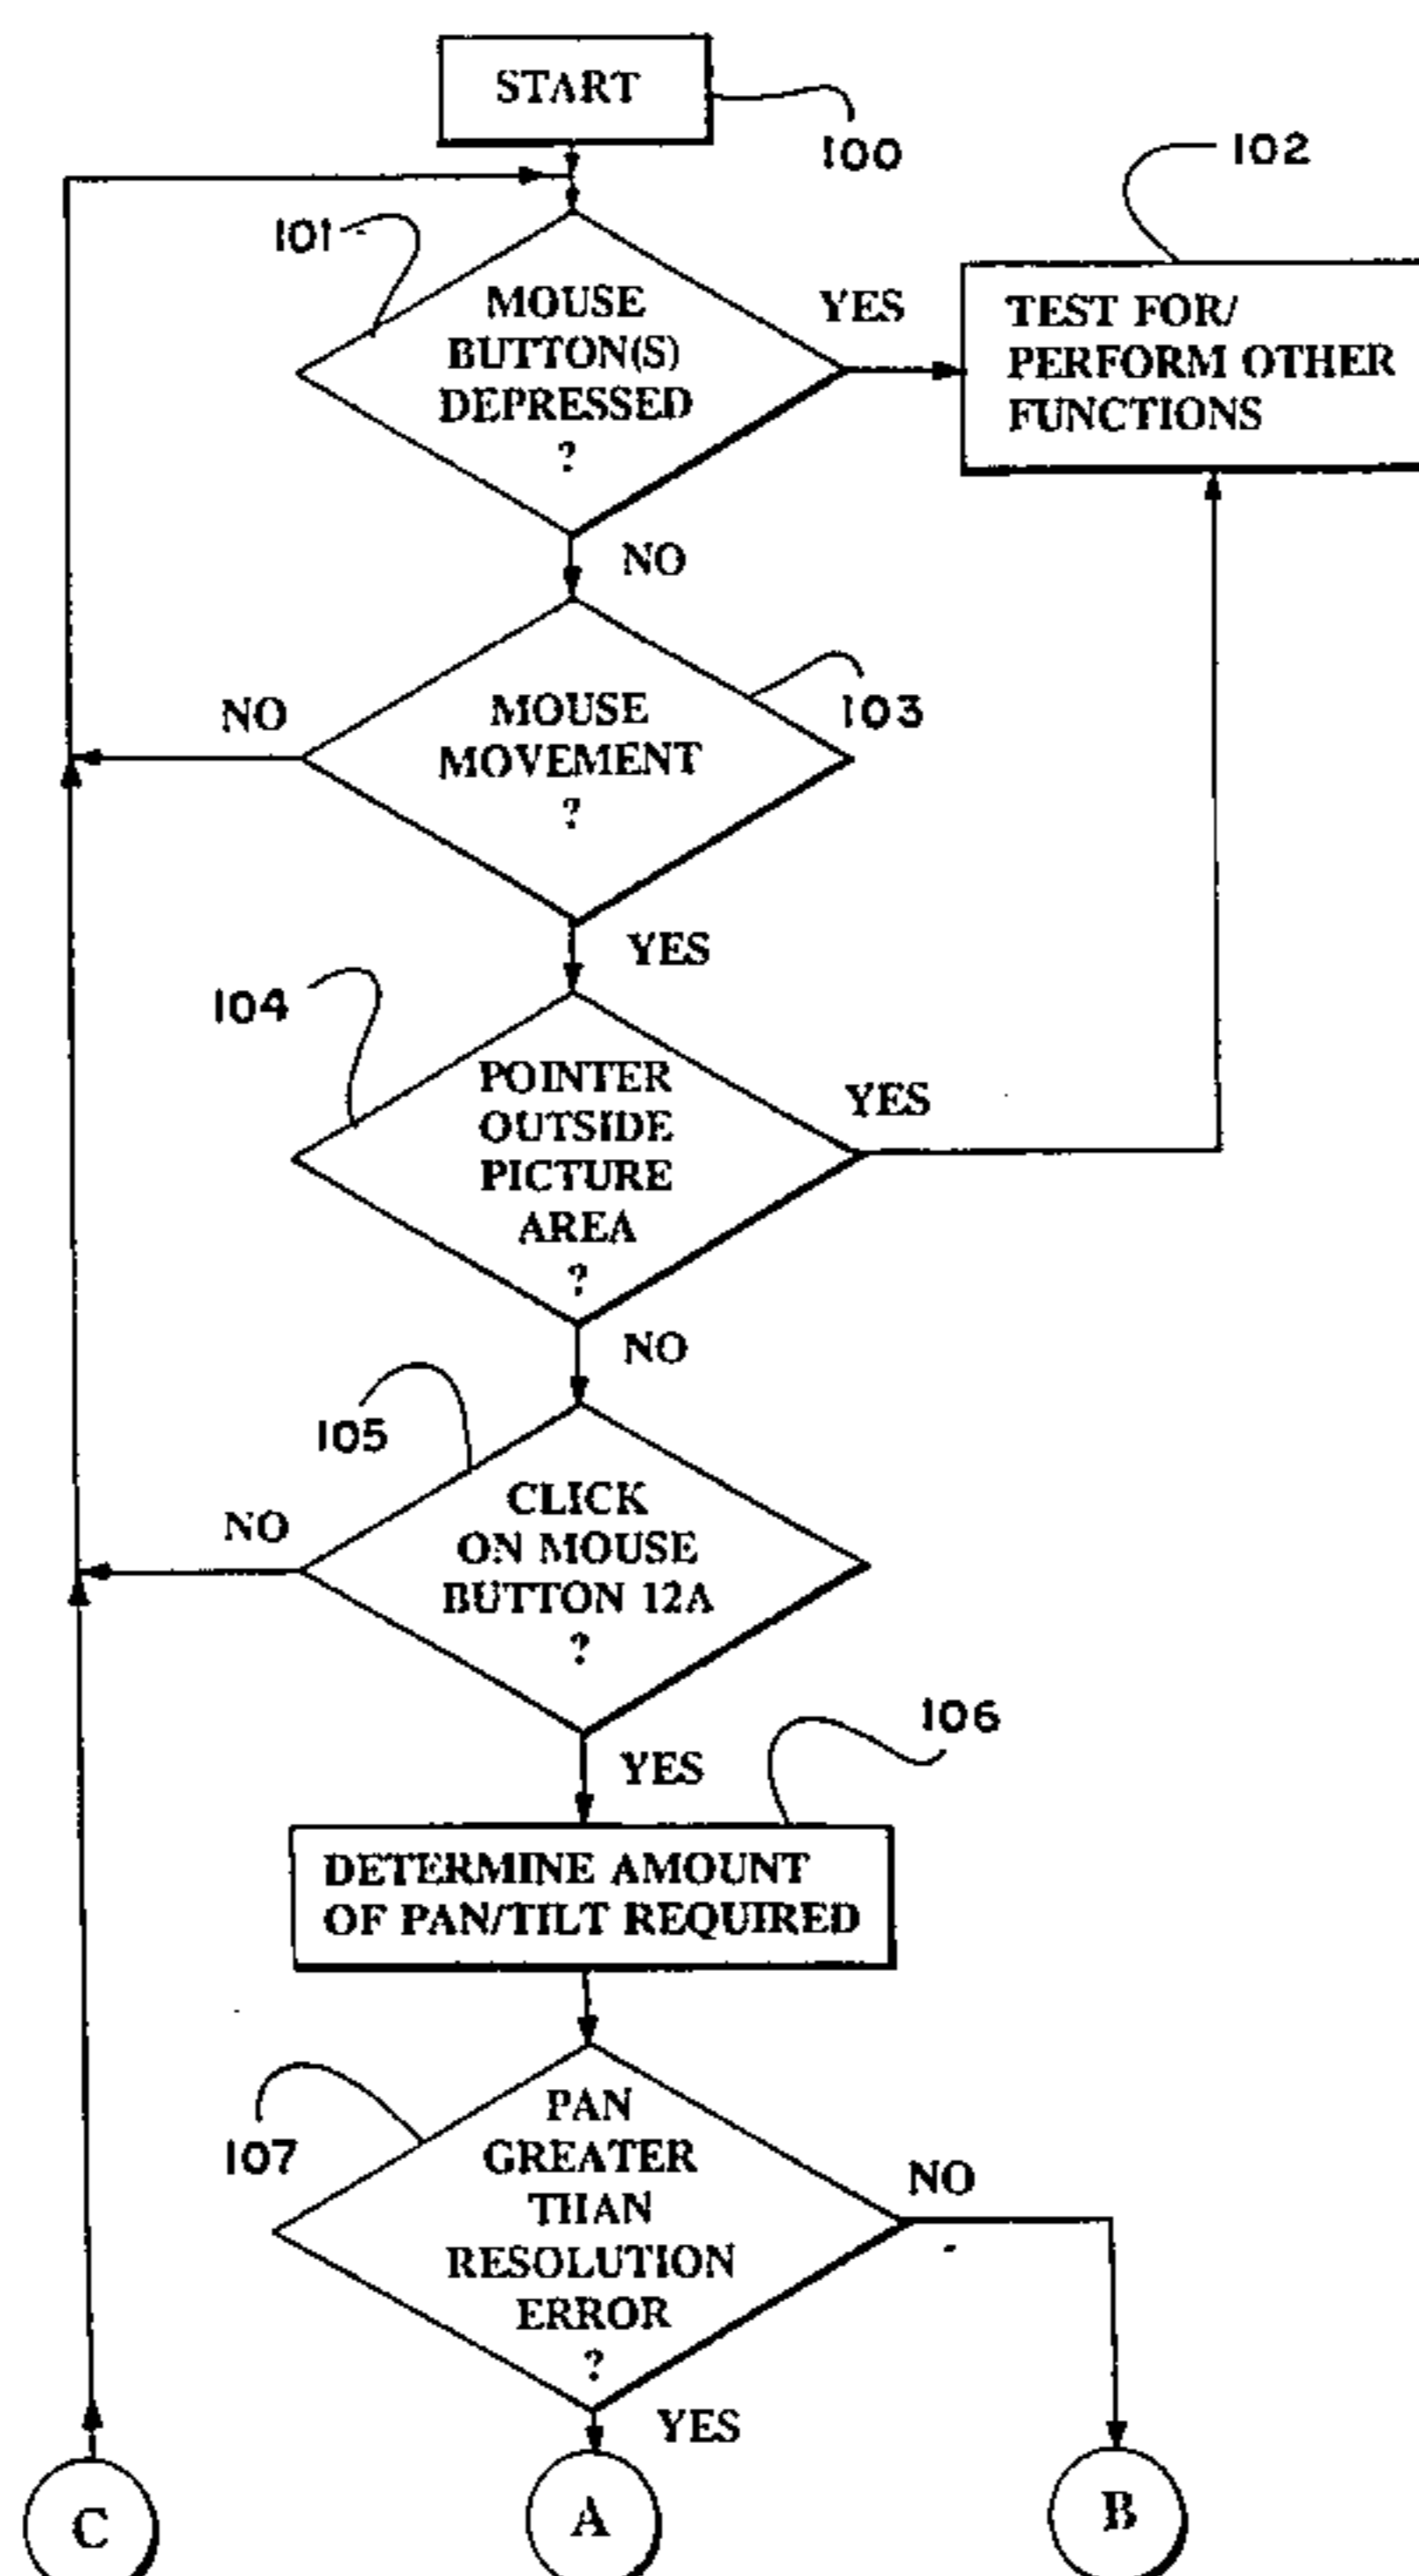 START
100
102
101
MOUSE
BUTTON(S)
DEPRESSED
?
YES
TEST FOR/
PERFORM OTHER
FUNCTIONS
NO
NO
MOUSE
MOVEMENT
?
103
YES
104
POINTER
OUTSIDE
PICTURE
AREA
?
YES
NO
105
NO
CLICK
ON MOUSE
BUTTON 12A
?
YES
106
DETERMINE AMOUNT
OF PAN/TILT REQUIRED
107
PAN
GREATER
THAN
RESOLUTION
ERROR
?
NO
YES
C
A
B